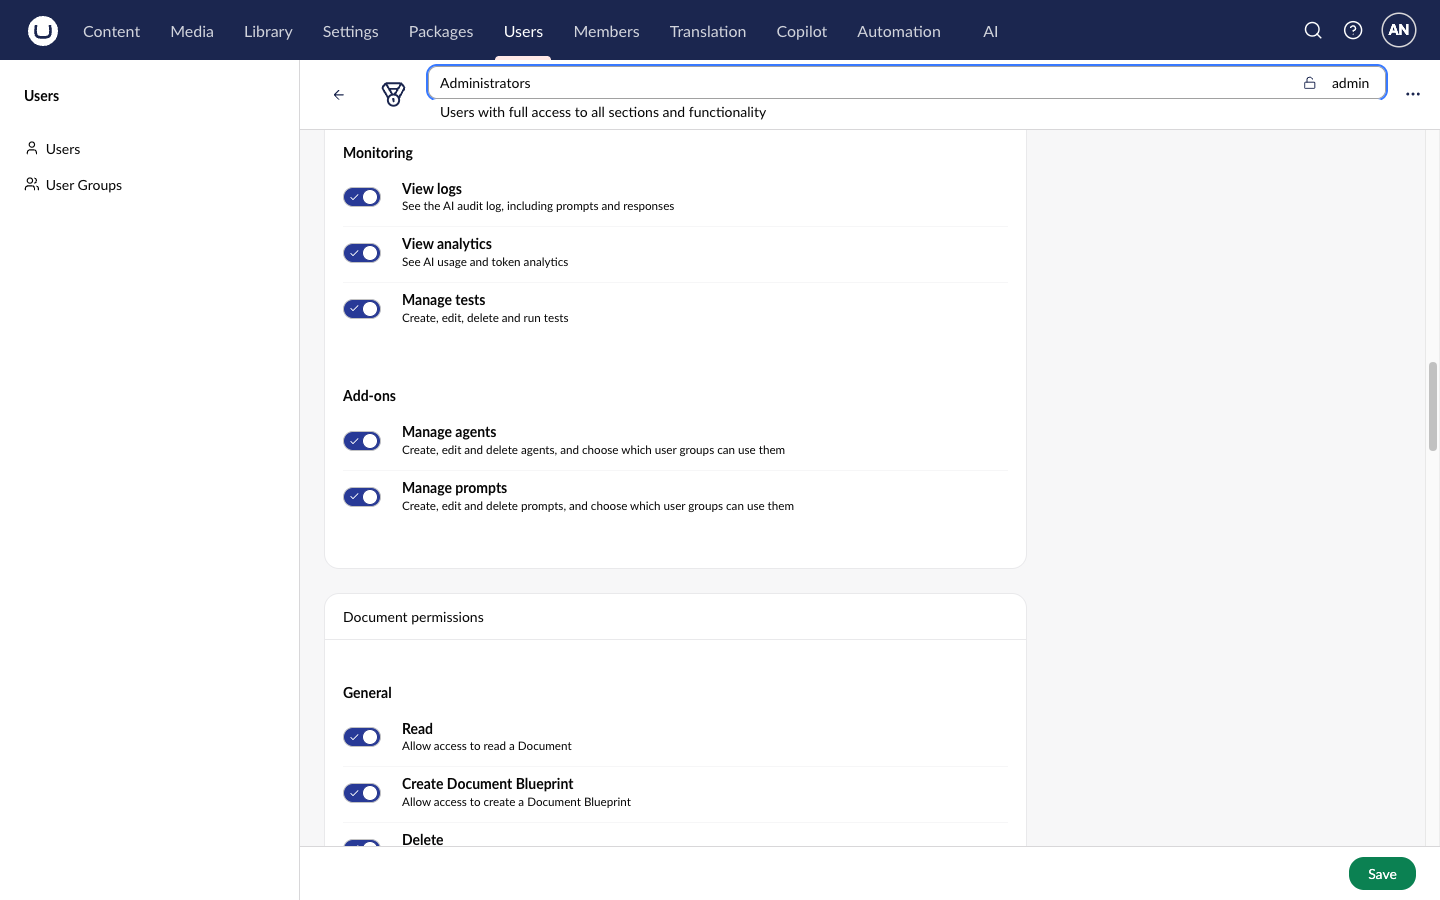 Content Media Library Settings Packages Users Members Translation Copilot Automation AI AN
Users
Users
User Groups
Administrators admin
Users with full access to all sections and functionality
Monitoring
View logs
See the AI audit log, including prompts and responses
View analytics
See AI usage and token analytics
Manage tests
Create, edit, delete and run tests
Add-ons
Manage agents
Create, edit and delete agents, and choose which user groups can use them
Manage prompts
Create, edit and delete prompts, and choose which user groups can use them
Document permissions
General
Read
Allow access to read a Document
Create Document Blueprint
Allow access to create a Document Blueprint
Delete
Save